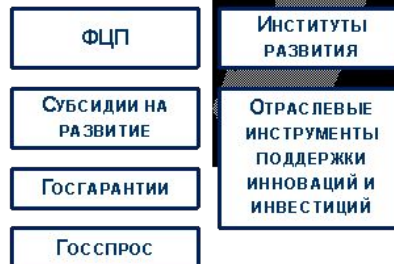 ФЦП
СУБСИДИИ НА
РАЗВИТИЕ
ГОСГАРАНТИИ
ГОССПРОС
ИНСТИТУТЫ
РАЗВИТИЯ
ОТРАСЛЕВЫЕ
ИНСТРУМЕНТЫ
ПОДДЕРЖКИ
ИННОВАЦИЙ И
ИНВЕСТИЦИЙ